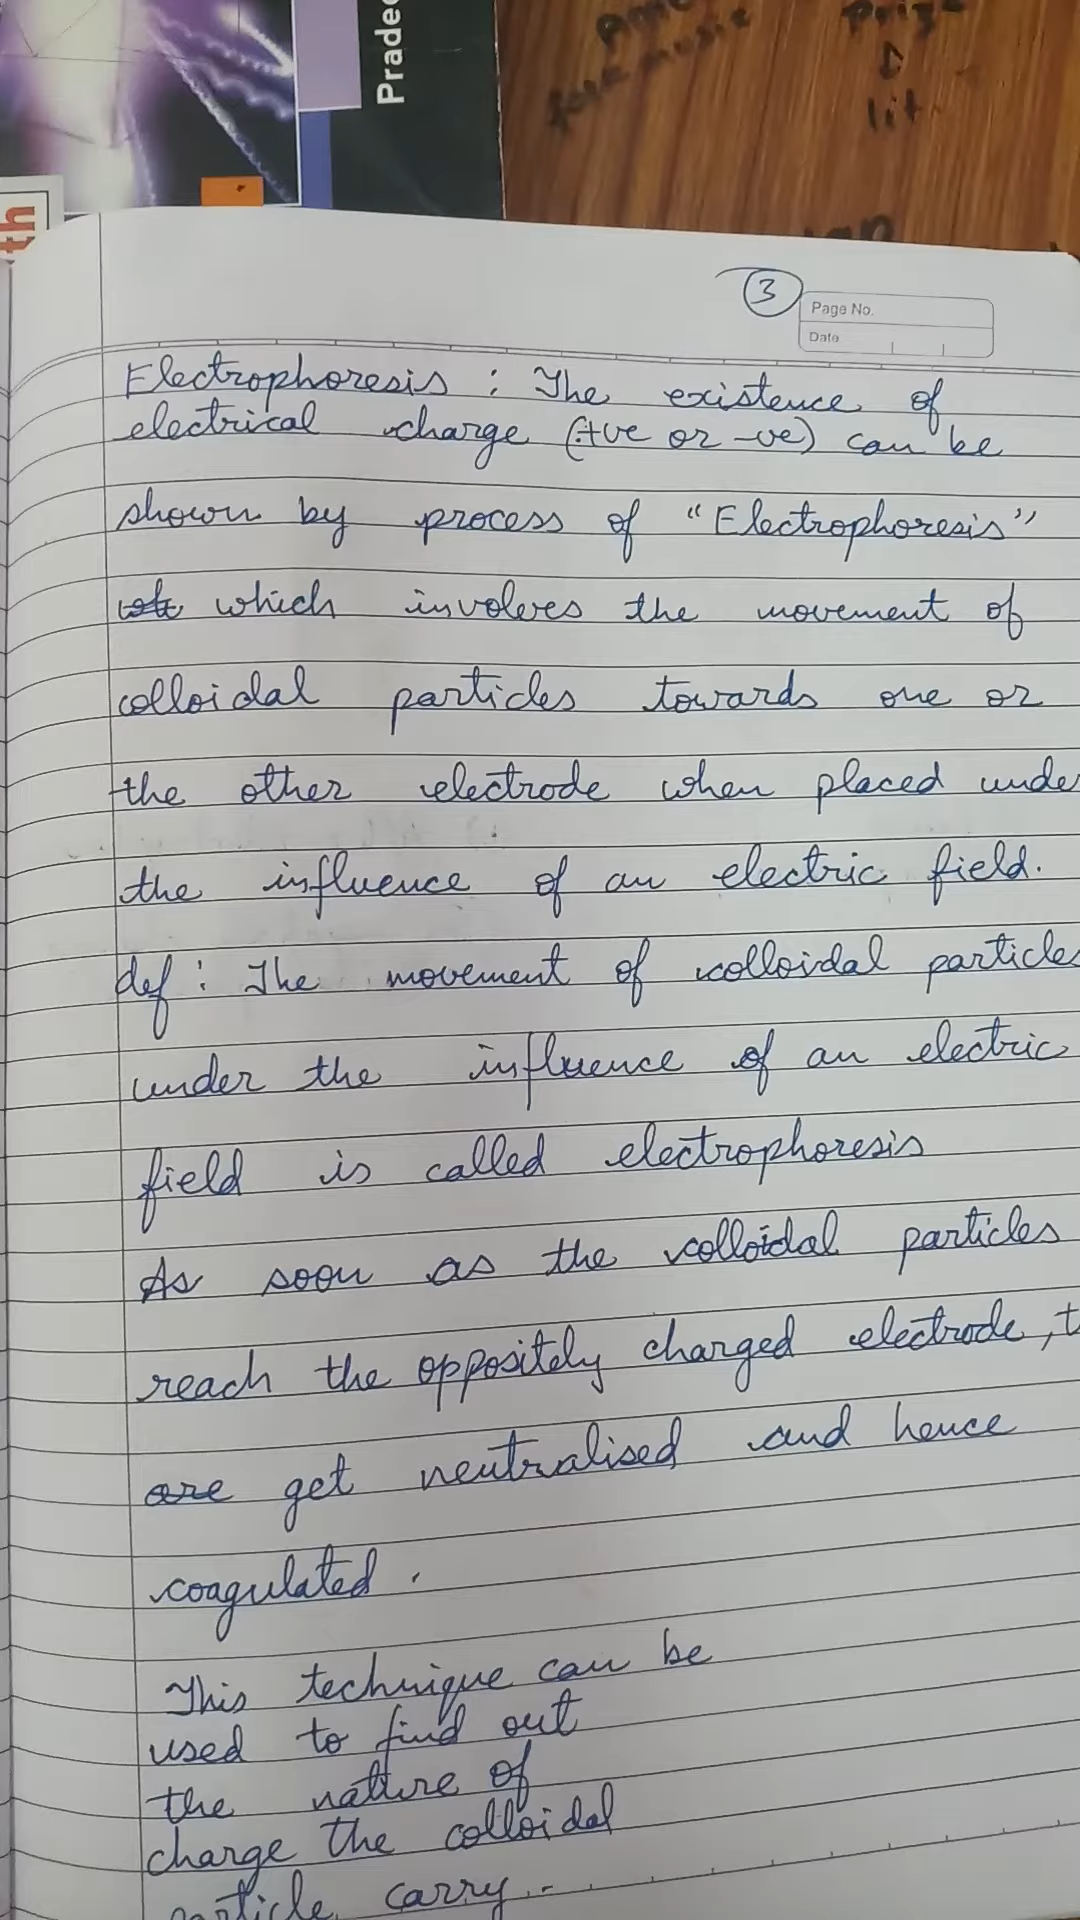 Prade
th
lit
3
Page No.
Date
Electrophoresis : The existence of
electrical charge (+ve or -ve) can be
shown by process of "Electrophoresis"
which involves the movement of
colloidal particles towards one or
the other electrode when placed unde
the influence of an electric field.
def : The movement of colloidal particles
under the influence of an electric
field is called electrophoresis
As soon as the colloidal particles
reach the oppositely charged electrode, t
are get neutralised and hence
coagulated.
This technique can be
used to find out
the nature of
charge the colloidal
particle carry..